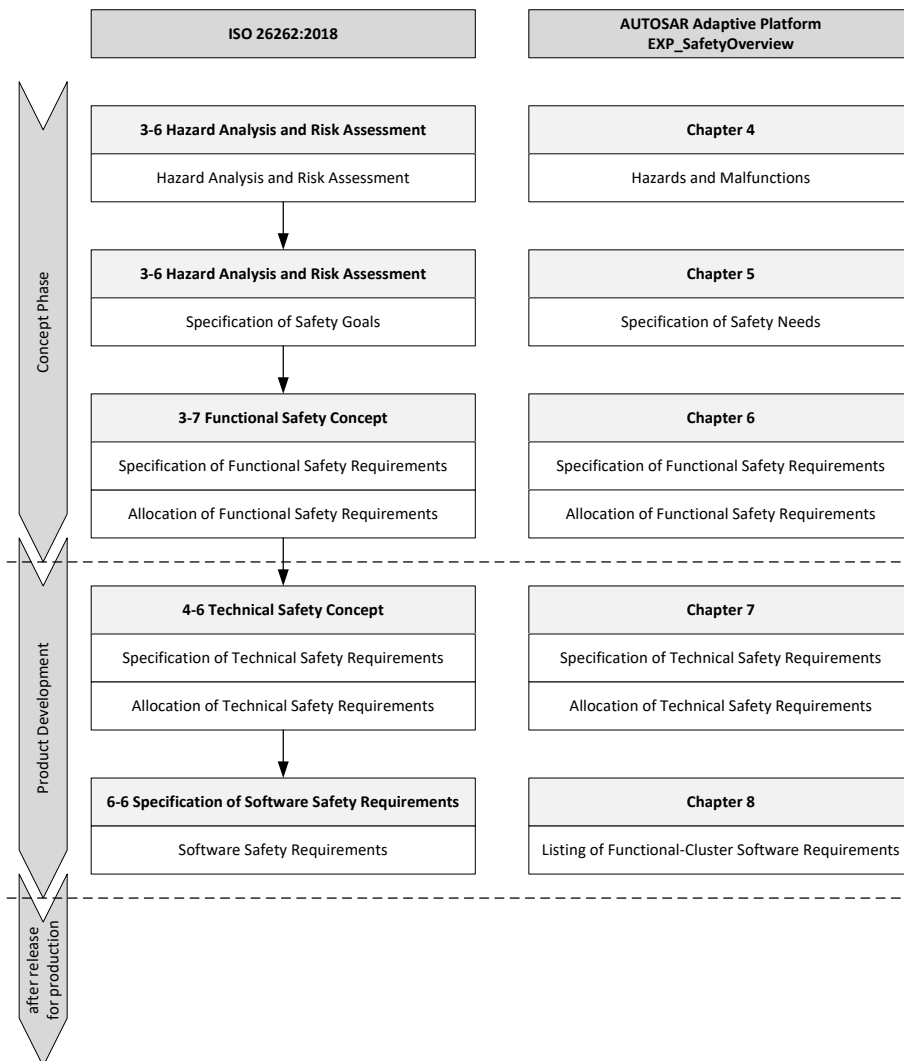 ISO 26262:2018
AUTOSAR Adaptive Platform
EXP_SafetyOverview
Concept Phase
3-6 Hazard Analysis and Risk Assessment
Hazard Analysis and Risk Assessment
Chapter 4
Hazards and Malfunctions
3-6 Hazard Analysis and Risk Assessment
Specification of Safety Goals
Chapter 5
Specification of Safety Needs
3-7 Functional Safety Concept
Specification of Functional Safety Requirements
Allocation of Functional Safety Requirements
Chapter 6
Specification of Functional Safety Requirements
Allocation of Functional Safety Requirements
Product Development
4-6 Technical Safety Concept
Specification of Technical Safety Requirements
Allocation of Technical Safety Requirements
Chapter 7
Specification of Technical Safety Requirements
Allocation of Technical Safety Requirements
6-6 Specification of Software Safety Requirements
Software Safety Requirements
Chapter 8
Listing of Functional-Cluster Software Requirements
after release
for production